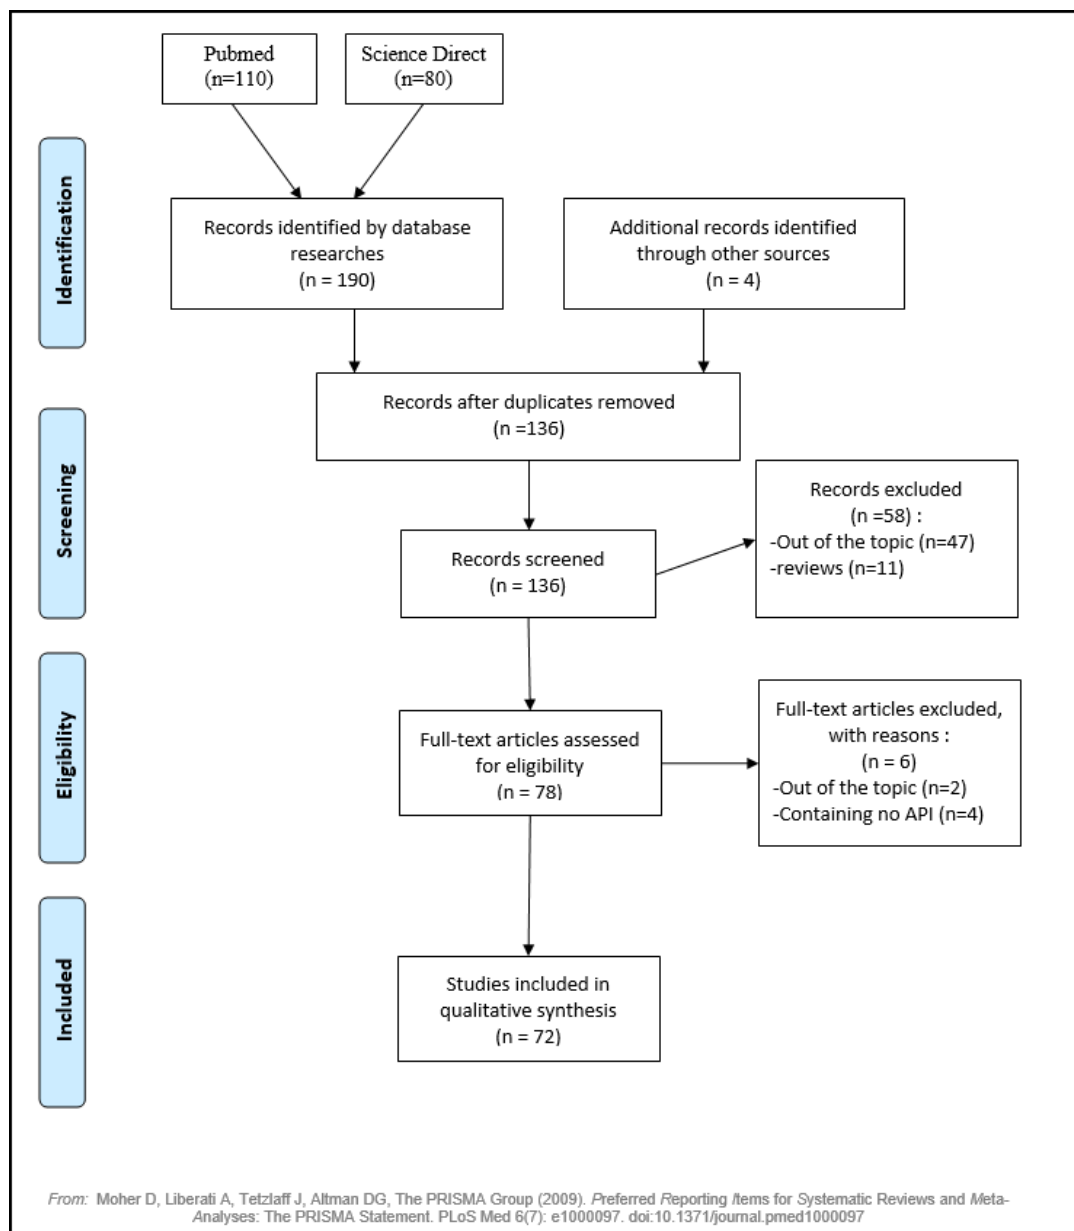 Pubmed
(n=110)
Science Direct
(n=80)
Identification
Records identified by database
researches
(n = 190)
Additional records identified
through other sources
(n = 4)
Records after duplicates removed
(n =136)
Screening
Records screened
(n = 136)
Records excluded
(n =58) :
-Out of the topic (n=47)
-reviews (n=11)
Eligibility
Full-text articles assessed
for eligibility
(n = 78)
Full-text articles excluded,
with reasons :
(n = 6)
-Out of the topic (n=2)
-Containing no API (n=4)
Included
Studies included in
qualitative synthesis
(n = 72)
From: Moher D, Liberati A, Tetzlaff J, Altman DG, The PRISMA Group (2009). Preferred Reporting Items for Systematic Reviews and Meta-
Analyses: The PRISMA Statement. PLoS Med 6(7): e1000097. doi:10.1371/journal.pmed1000097